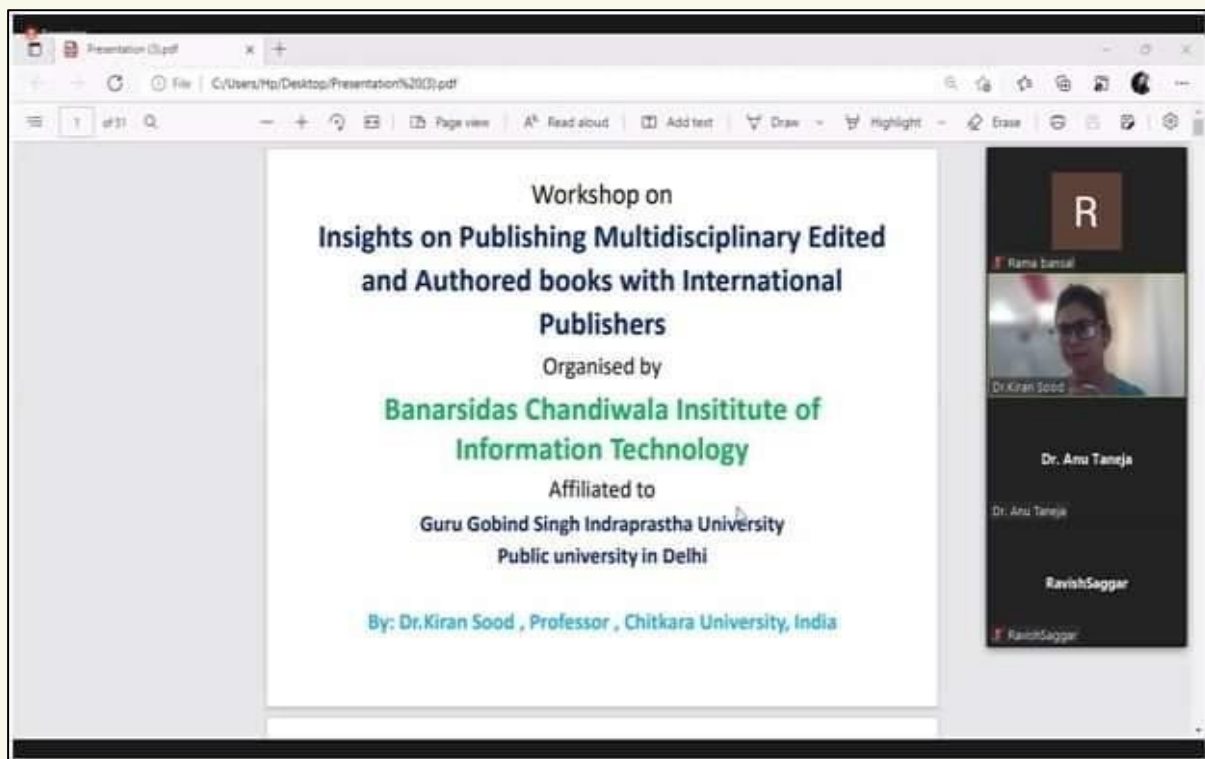 Presentation (3).pdf
File | C:/Users/Hp/Desktop/Presentation%20(3).pdf
1 of 31 Page view Read aloud Add text Draw Highlight Erase
Workshop on
Insights on Publishing Multidisciplinary Edited
and Authored books with International
Publishers
Organised by
Banarsidas Chandiwala Insititute of
Information Technology
Affiliated to
Guru Gobind Singh Indraprastha University
Public university in Delhi
By: Dr.Kiran Sood , Professor , Chitkara University, India
R
Rama bansal
Dr.Kiran Sood
Dr. Anu Taneja
Dr. Anu Taneja
RavishSaggar
RavishSaggar